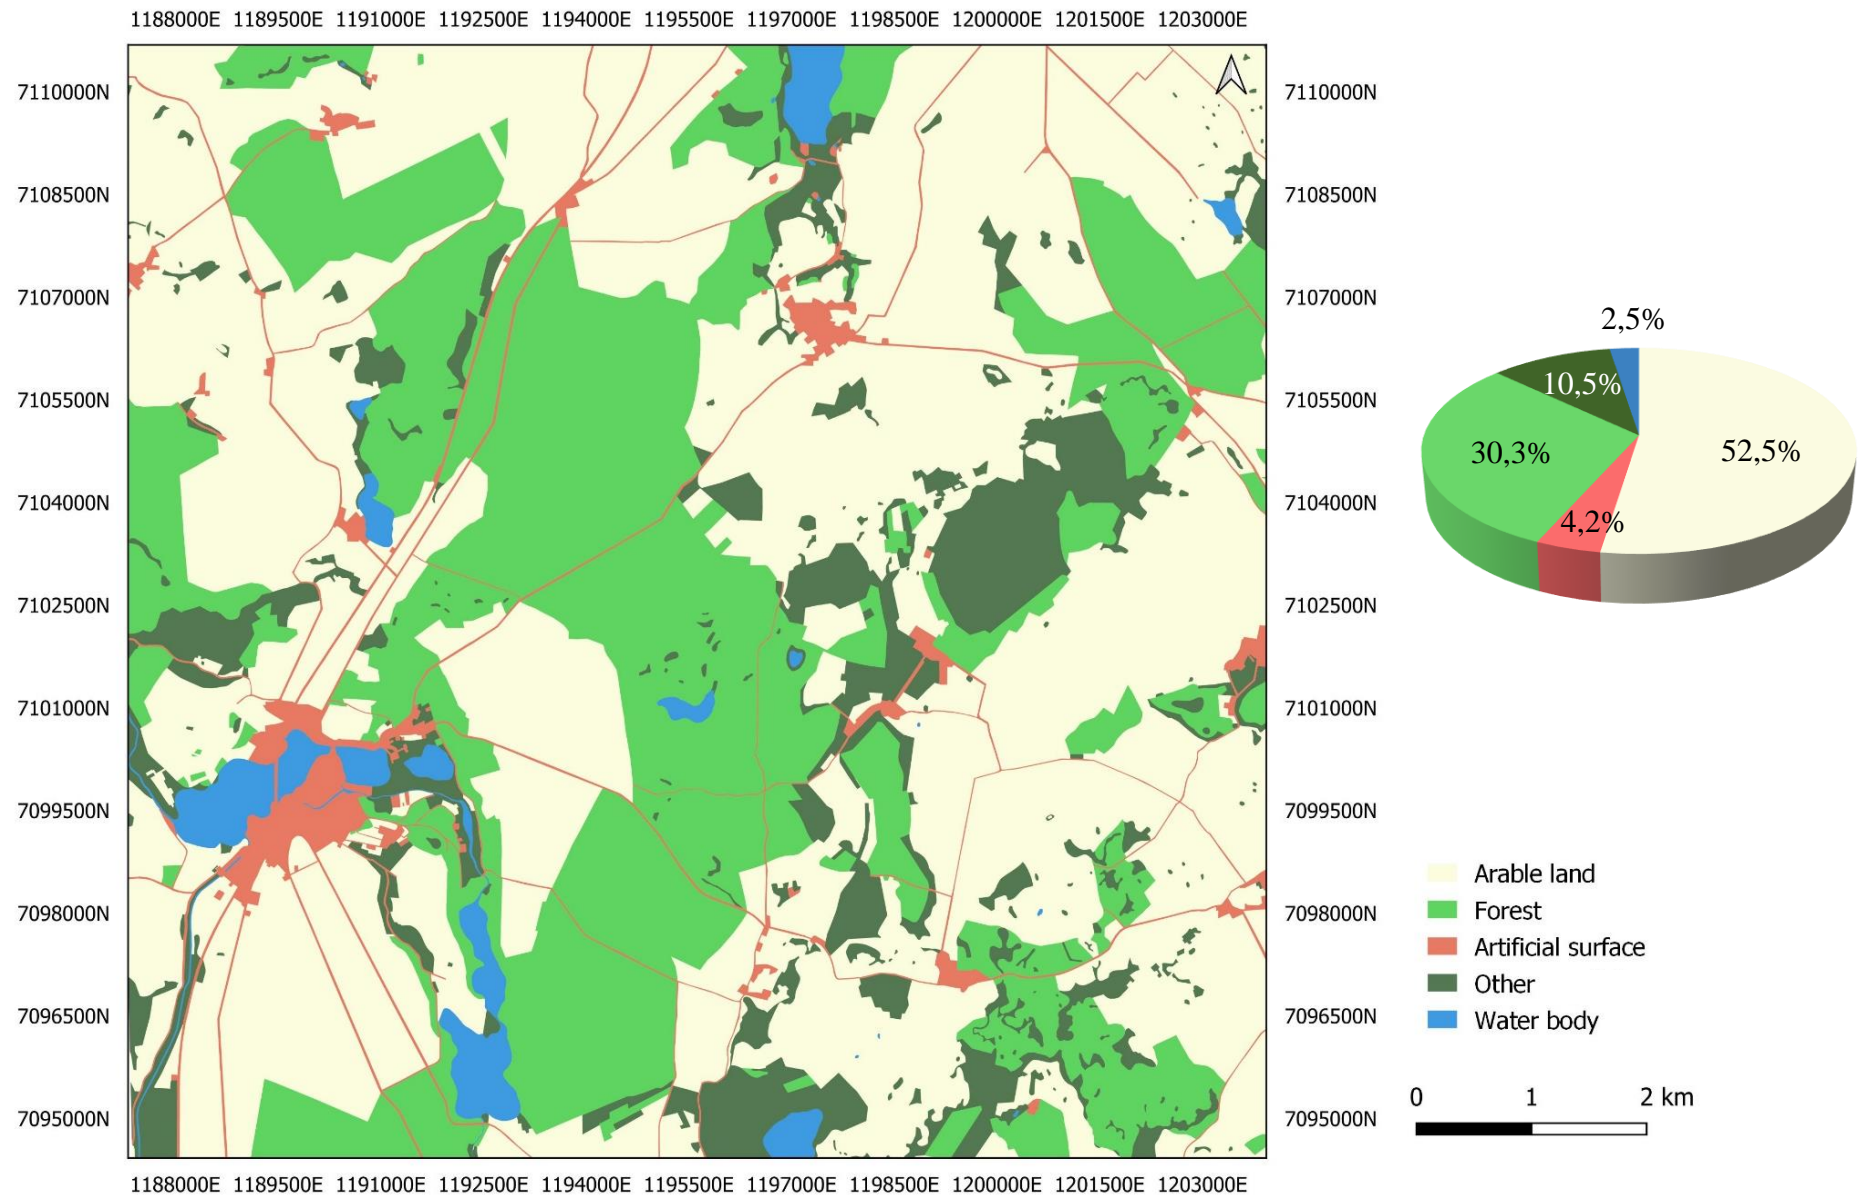 1188000E 1189500E 1191000E 1192500E 1194000E 1195500E 1197000E 1198500E 1200000E 1201500E 1203000E
7110000N 7110000N
7108500N 7108500N
7107000N 7107000N
2,5%
10,5%
7105500N 7105500N
30,3% 52,5%
7104000N 7104000N
4,2%
7102500N 7102500N
7101000N 7101000N
7099500N 7099500N
Arable land
7098000N 7098000N
Forest
Artificial surface
Other
7096500N 7096500N
Water body
0 1 2 km
7095000N 7095000N
1188000E 1189500E 1191000E 1192500E 1194000E 1195500E 1197000E 1198500E 1200000E 1201500E 1203000E